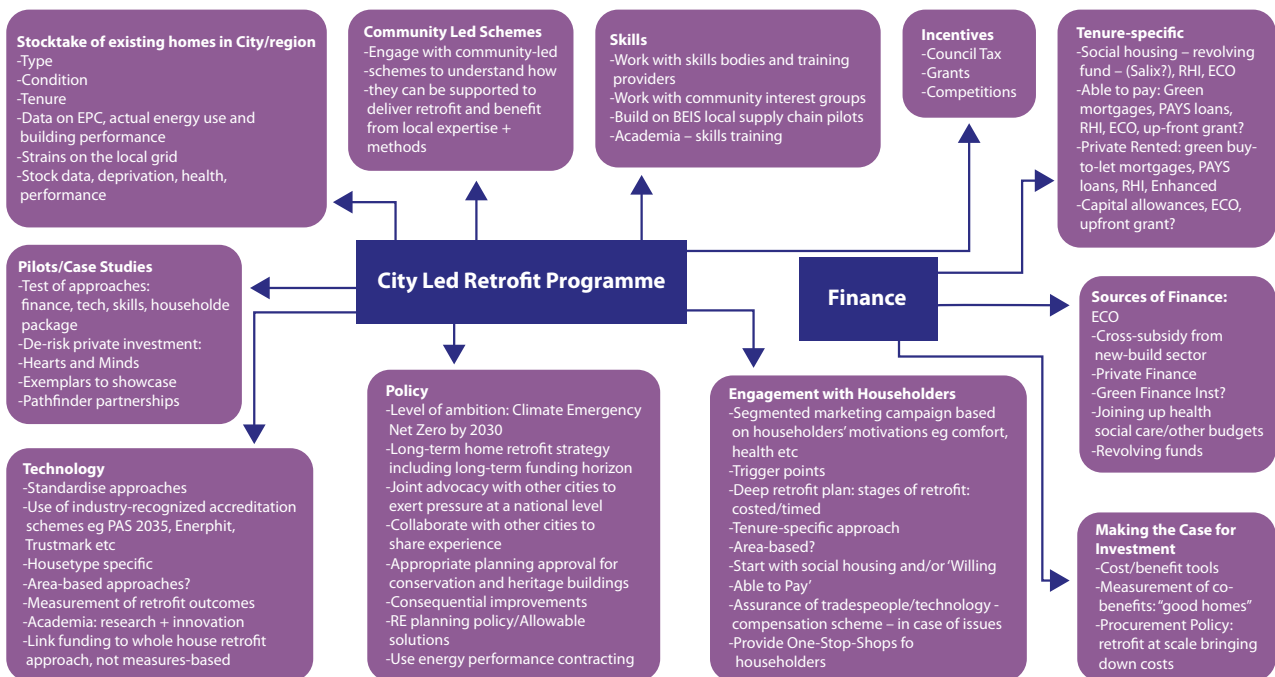 Stocktake of existing homes in City/region
-Type
-Condition
-Tenure
-Data on EPC, actual energy use and
building performance
-Strains on the local grid
-Stock data, deprivation, health,
performance
Community Led Schemes
-Engage with community-led
-schemes to understand how
-they can be supported to
deliver retrofit and benefit
from local expertise +
methods
Skills
-Work with skills bodies and training
providers
-Work with community interest groups
-Build on BEIS local supply chain pilots
-Academia – skills training
Incentives
-Council Tax
-Grants
-Competitions
Tenure-specific
-Social housing – revolving
fund – (Salix?), RHI, ECO
-Able to pay: Green
mortgages, PAYS loans,
RHI, ECO, up-front grant?
-Private Rented: green buy-
to-let mortgages, PAYS
loans, RHI, Enhanced
-Capital allowances, ECO,
upfront grant?
City Led Retrofit Programme
Finance
Pilots/Case Studies
-Test of approaches:
finance, tech, skills, householde
package
-De-risk private investment:
-Hearts and Minds
-Exemplars to showcase
-Pathfinder partnerships
Sources of Finance:
ECO
-Cross-subsidy from
new-build sector
-Private Finance
-Green Finance Inst?
-Joining up health
social care/other budgets
-Revolving funds
Technology
-Standardise approaches
-Use of industry-recognized accreditation
schemes eg PAS 2035, Enerphit,
Trustmark etc
-Housetype specific
-Area-based approaches?
-Measurement of retrofit outcomes
-Academia: research + innovation
-Link funding to whole house retrofit
approach, not measures-based
Policy
-Level of ambition: Climate Emergency
Net Zero by 2030
-Long-term home retrofit strategy
including long-term funding horizon
-Joint advocacy with other cities to
exert pressure at a national level
-Collaborate with other cities to
share experience
-Appropriate planning approval for
conservation and heritage buildings
-Consequential improvements
-RE planning policy/Allowable
solutions
-Use energy performance contracting
Engagement with Householders
-Segmented marketing campaign based
on householders' motivations eg comfort,
health etc
-Trigger points
-Deep retrofit plan: stages of retrofit:
costed/timed
-Tenure-specific approach
-Area-based?
-Start with social housing and/or 'Willing
-Able to Pay'
-Assurance of tradespeople/technology -
compensation scheme – in case of issues
-Provide One-Stop-Shops fo
householders
Making the Case for
Investment
-Cost/benefit tools
-Measurement of co-
benefits: "good homes"
-Procurement Policy:
retrofit at scale bringing
down costs